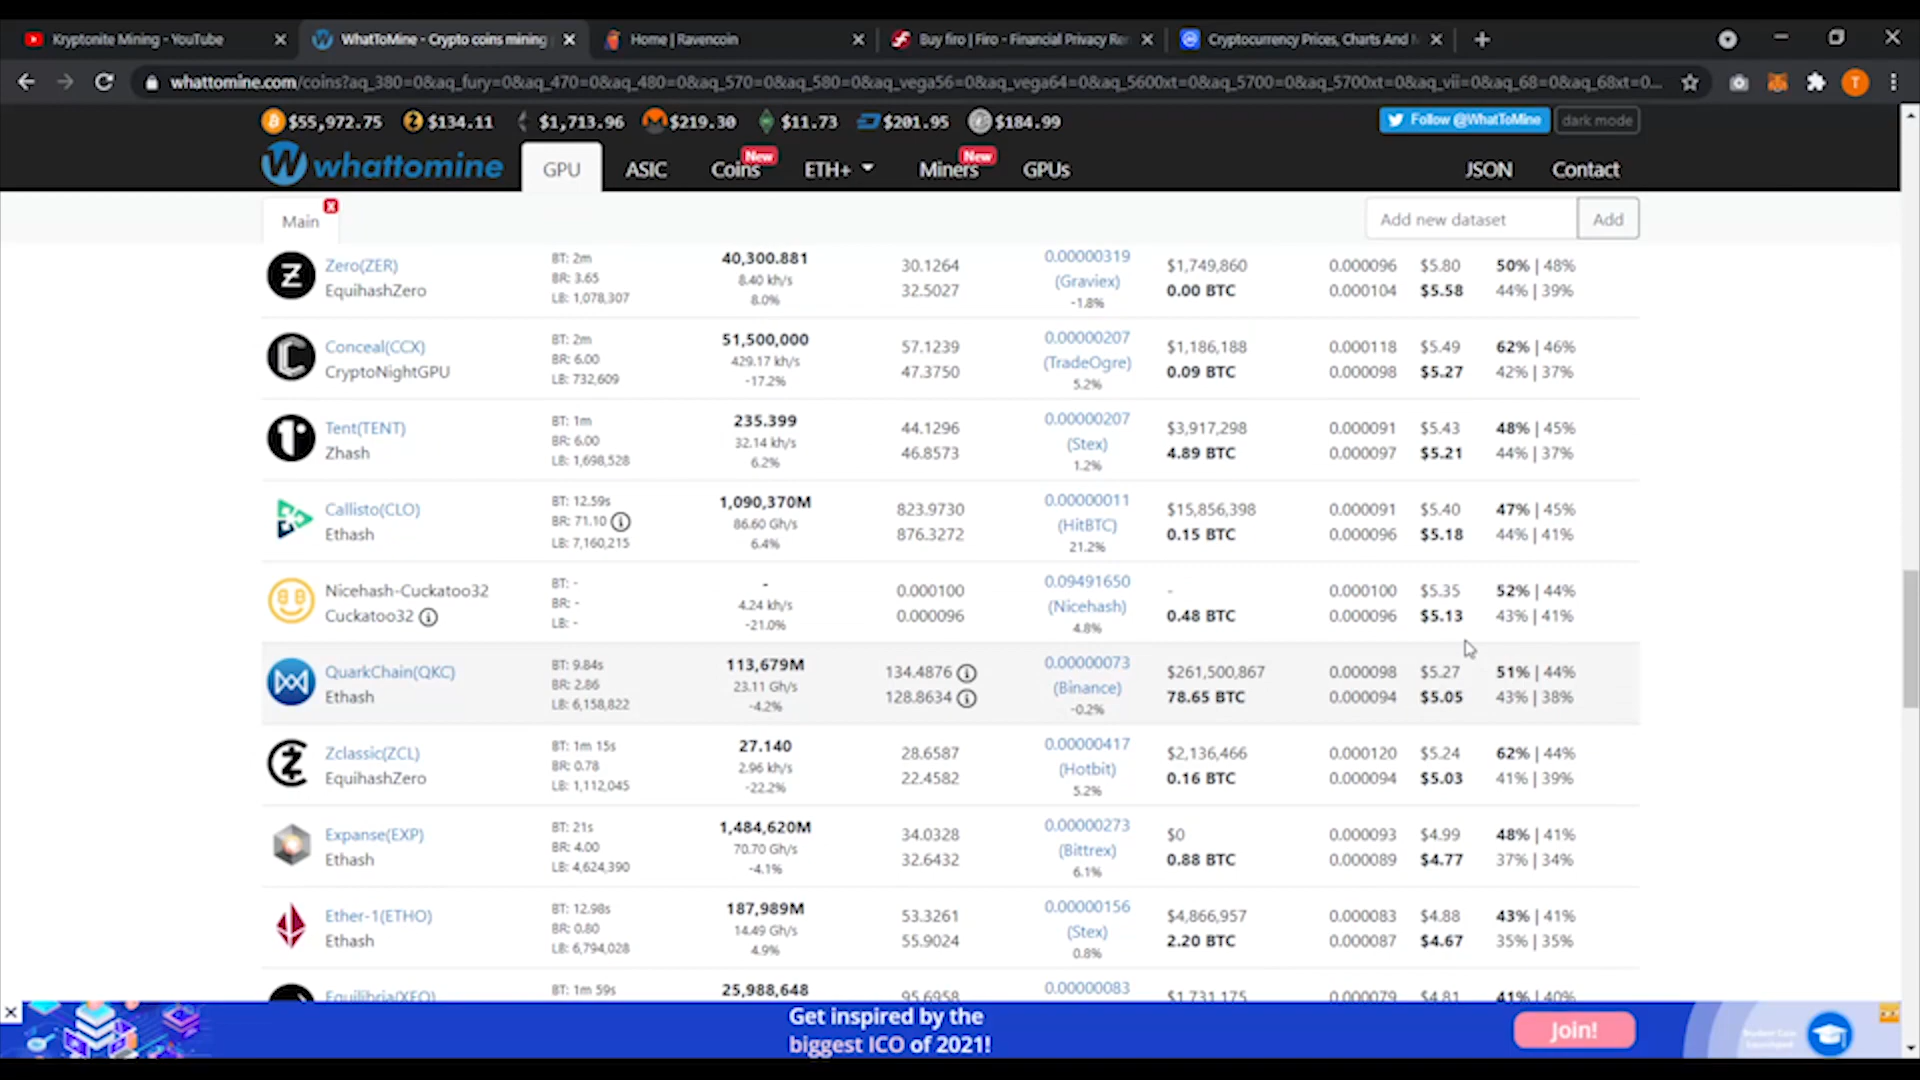 Kryptonite Mining - YouTube
WhatToMine - Crypto coins mining
Home | Ravencoin
Buy firo | Firo - Financial Privacy Re
Cryptocurrency Prices, Charts And
whattomine.com/coins?aq_380=0&aq_fury=0&aq_470=0&aq_480=0&aq_570=0&aq_580=0&aq_vega56=0&aq_vega64=0&aq_5600xt=0&aq_5700=0&aq_5700xt=0&aq_vii=0&aq_68=0&aq_68xt=0...
T
$55,972.75 $134.11 $1,713.96 $219.30 $11.73 $201.95 $184.99
Follow @WhatToMine dark mode
whattomine GPU ASIC Coins New ETH+ Miners New GPUs JSON Contact
Main x Add new dataset Add
Zero(ZER) BT: 2m 40,300.881 30.1264 0.00000319 $1,749,860 0.000096 $5.80 50% | 48%
EquihashZero BR: 3.65 8.40 kh/s 32.5027 (Graviex) 0.00 BTC 0.000104 $5.58 44% | 39%
LB: 1,078,307 8.0% -1.8%
Conceal(CCX) BT: 2m 51,500,000 57.1239 0.00000207 $1,186,188 0.000118 $5.49 62% | 46%
CryptoNightGPU BR: 6.00 429.17 kh/s 47.3750 (TradeOgre) 0.09 BTC 0.000098 $5.27 42% | 37%
LB: 732,609 -17.2% 5.2%
Tent(TENT) BT: 1m 235.399 44.1296 0.00000207 $3,917,298 0.000091 $5.43 48% | 45%
Zhash BR: 6.00 32.14 kh/s 46.8573 (Stex) 4.89 BTC 0.000097 $5.21 44% | 37%
LB: 1,698,528 6.2% 1.2%
Callisto(CLO) BT: 12.59s 1,090,370M 823.9730 0.00000011 $15,856,398 0.000091 $5.40 47% | 45%
Ethash BR: 71.10 86.60 Gh/s 876.3272 (HitBTC) 0.15 BTC 0.000096 $5.18 44% | 41%
LB: 7,160,215 6.4% 21.2%
Nicehash-Cuckatoo32 BT: - - 0.000100 0.09491650 - 0.000100 $5.35 52% | 44%
Cuckatoo32 BR: - 4.24 kh/s 0.000096 (Nicehash) 0.48 BTC 0.000096 $5.13 43% | 41%
LB: - -21.0% 4.8%
QuarkChain(QKC) BT: 9.84s 113,679M 134.4876 0.00000073 $261,500,867 0.000098 $5.27 51% | 44%
Ethash BR: 2.86 23.11 Gh/s 128.8634 (Binance) 78.65 BTC 0.000094 $5.05 43% | 38%
LB: 6,158,822 -4.2% -0.2%
Zclassic(ZCL) BT: 1m 15s 27.140 28.6587 0.00000417 $2,136,466 0.000120 $5.24 62% | 44%
EquihashZero BR: 0.78 2.96 kh/s 22.4582 (Hotbit) 0.16 BTC 0.000094 $5.03 41% | 39%
LB: 1,112,045 -22.2% 5.2%
Expanse(EXP) BT: 21s 1,484,620M 34.0328 0.00000273 $0 0.000093 $4.99 48% | 41%
Ethash BR: 4.00 70.70 Gh/s 32.6432 (Bittrex) 0.88 BTC 0.000089 $4.77 37% | 34%
LB: 4,624,390 -4.1% 6.1%
Ether-1(ETHO) BT: 12.98s 187,989M 53.3261 0.00000156 $4,866,957 0.000083 $4.88 43% | 41%
Ethash BR: 0.80 14.49 Gh/s 55.9024 (Stex) 2.20 BTC 0.000087 $4.67 35% | 35%
LB: 6,794,028 4.9% 0.8%
Equilibria(XEQ) BT: 1m 59s 25,988,648 95.6958 0.00000083 $1,731,175 0.000079 $4.81 41% | 40%
Get inspired by the
biggest ICO of 2021!
Join!